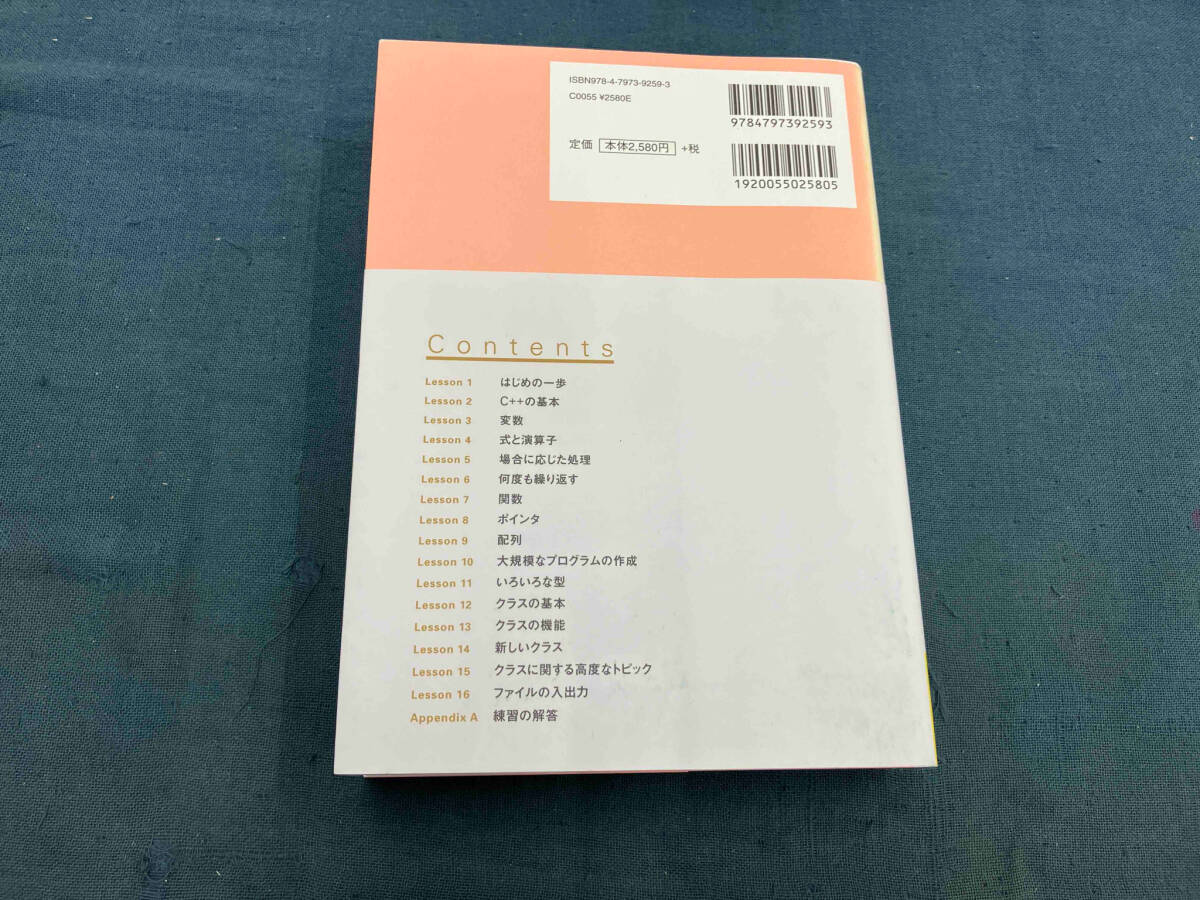 ISBN978-4-7973-9259-3
C0055 ¥2580E
9784797392593
定価 本体2,580円 +税
1920055025805
Contents
Lesson 1 はじめの一歩
Lesson 2 C++の基本
Lesson 3 変数
Lesson 4 式と演算子
Lesson 5 場合に応じた処理
Lesson 6 何度も繰り返す
Lesson 7 関数
Lesson 8 ポインタ
Lesson 9 配列
Lesson 10 大規模なプログラムの作成
Lesson 11 いろいろな型
Lesson 12 クラスの基本
Lesson 13 クラスの機能
Lesson 14 新しいクラス
Lesson 15 クラスに関する高度なトピック
Lesson 16 ファイルの入出力
Appendix A 練習の解答